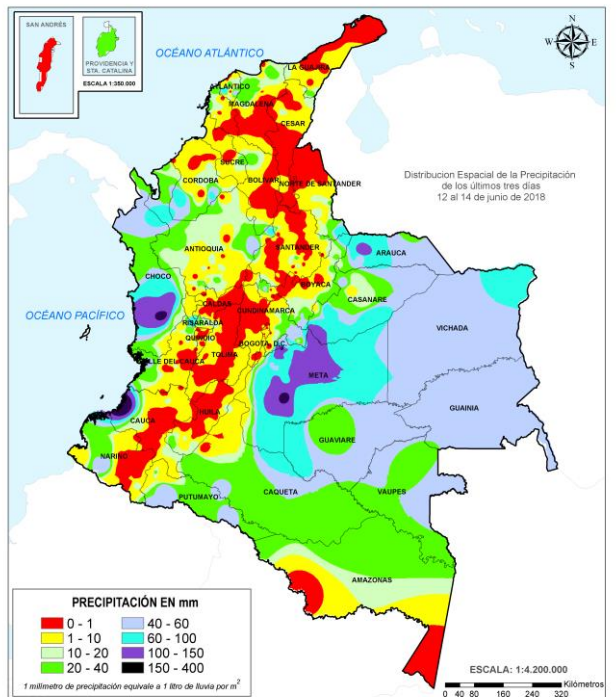 SAN ANDRÉS
PROVIDENCIA Y
STA. CATALINA
ESCALA 1:350.000
OCÉANO ATLÁNTICO
N
W
E
S
LA GUAJIRA
ATLÁNTICO
MAGDALENA
CESAR
SUCRE
CORDOBA
BOLIVAR
NORTE DE SANTANDER
Distribucion Espacial de la Precipitación
de los últimos tres días
12 al 14 de junio de 2018
ANTIOQUIA
SANTANDER
ARAUCA
CHOCO
BOYACA
CASANARE
CALDAS
CUNDINAMARCA
OCÉANO PACÍFICO
RISARALDA
VICHADA
QUINDIO
BOGOTA, D.C.
TOLIMA
VALLE DEL CAUCA
META
GUAINIA
CAUCA
HUILA
GUAVIARE
NARIÑO
PUTUMAYO
CAQUETA
VAUPES
AMAZONAS
PRECIPITACIÓN EN mm
0 - 1
40 - 60
1 - 10
60 - 100
10 - 20
100 - 150
20 - 40
150 - 400
1 milimetro de precipitación equivale a 1 litro de lluvia por m²
ESCALA: 1:4.200.000
Kilómetros
0 40 80 160 240 320